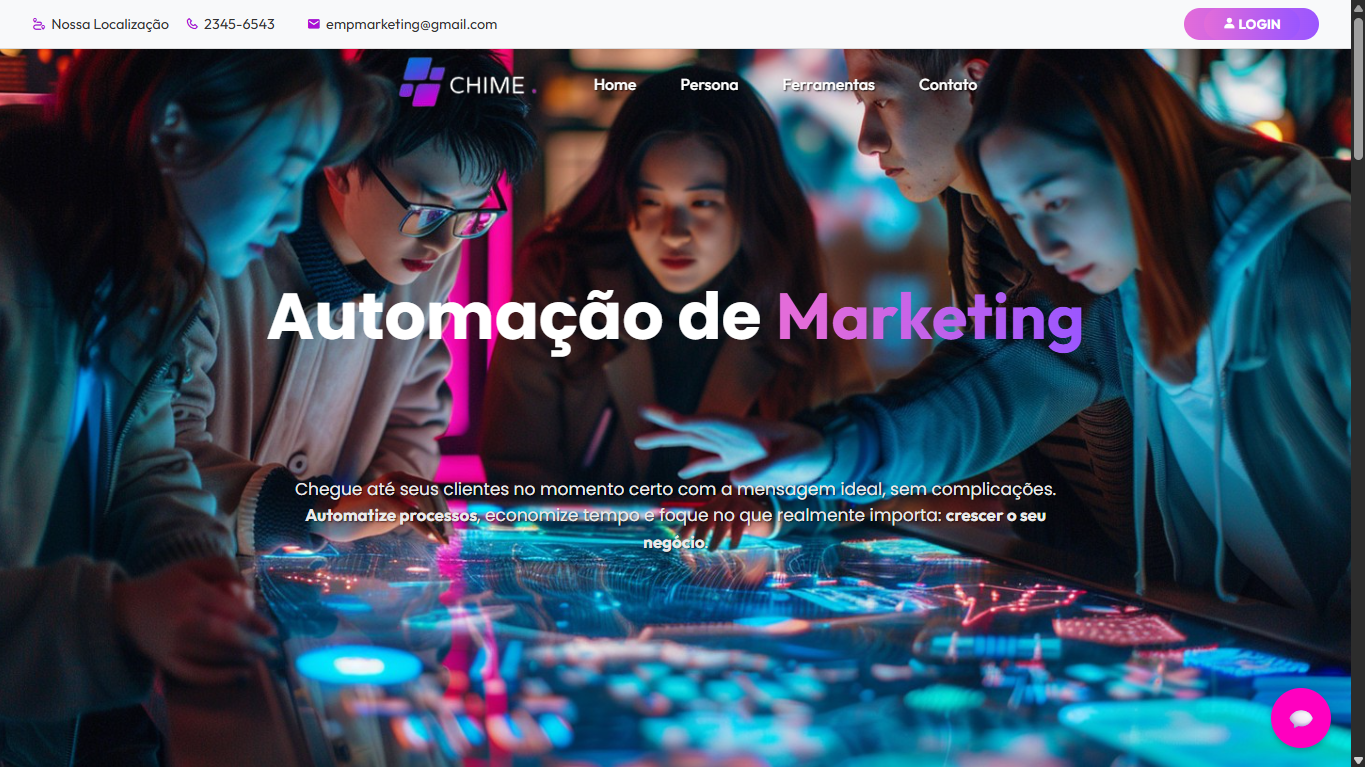 Nossa Localização 2345-6543 empmarketing@gmail.com LOGIN
CHIME . Home Persona Ferramentas Contato
Automação de Marketing
Chegue até seus clientes no momento certo com a mensagem ideal, sem complicações.
Automatize processos, economize tempo e foque no que realmente importa: crescer o seu
negócio.